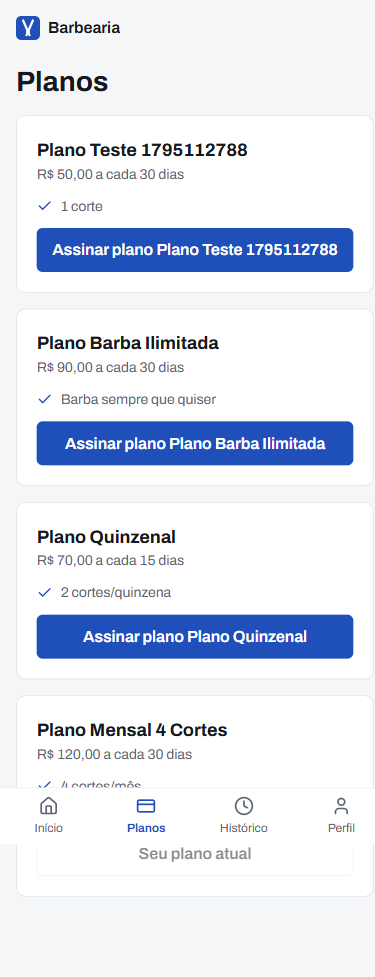 Barbearia
Planos
Plano Teste 1795112788
R$ 50,00 a cada 30 dias
1 corte
Assinar plano Plano Teste 1795112788
Plano Barba Ilimitada
R$ 90,00 a cada 30 dias
Barba sempre que quiser
Assinar plano Plano Barba Ilimitada
Plano Quinzenal
R$ 70,00 a cada 15 dias
2 cortes/quinzena
Assinar plano Plano Quinzenal
Plano Mensal 4 Cortes
R$ 120,00 a cada 30 dias
4 cortes/mês
Início
Planos
Histórico
Perfil
Seu plano atual